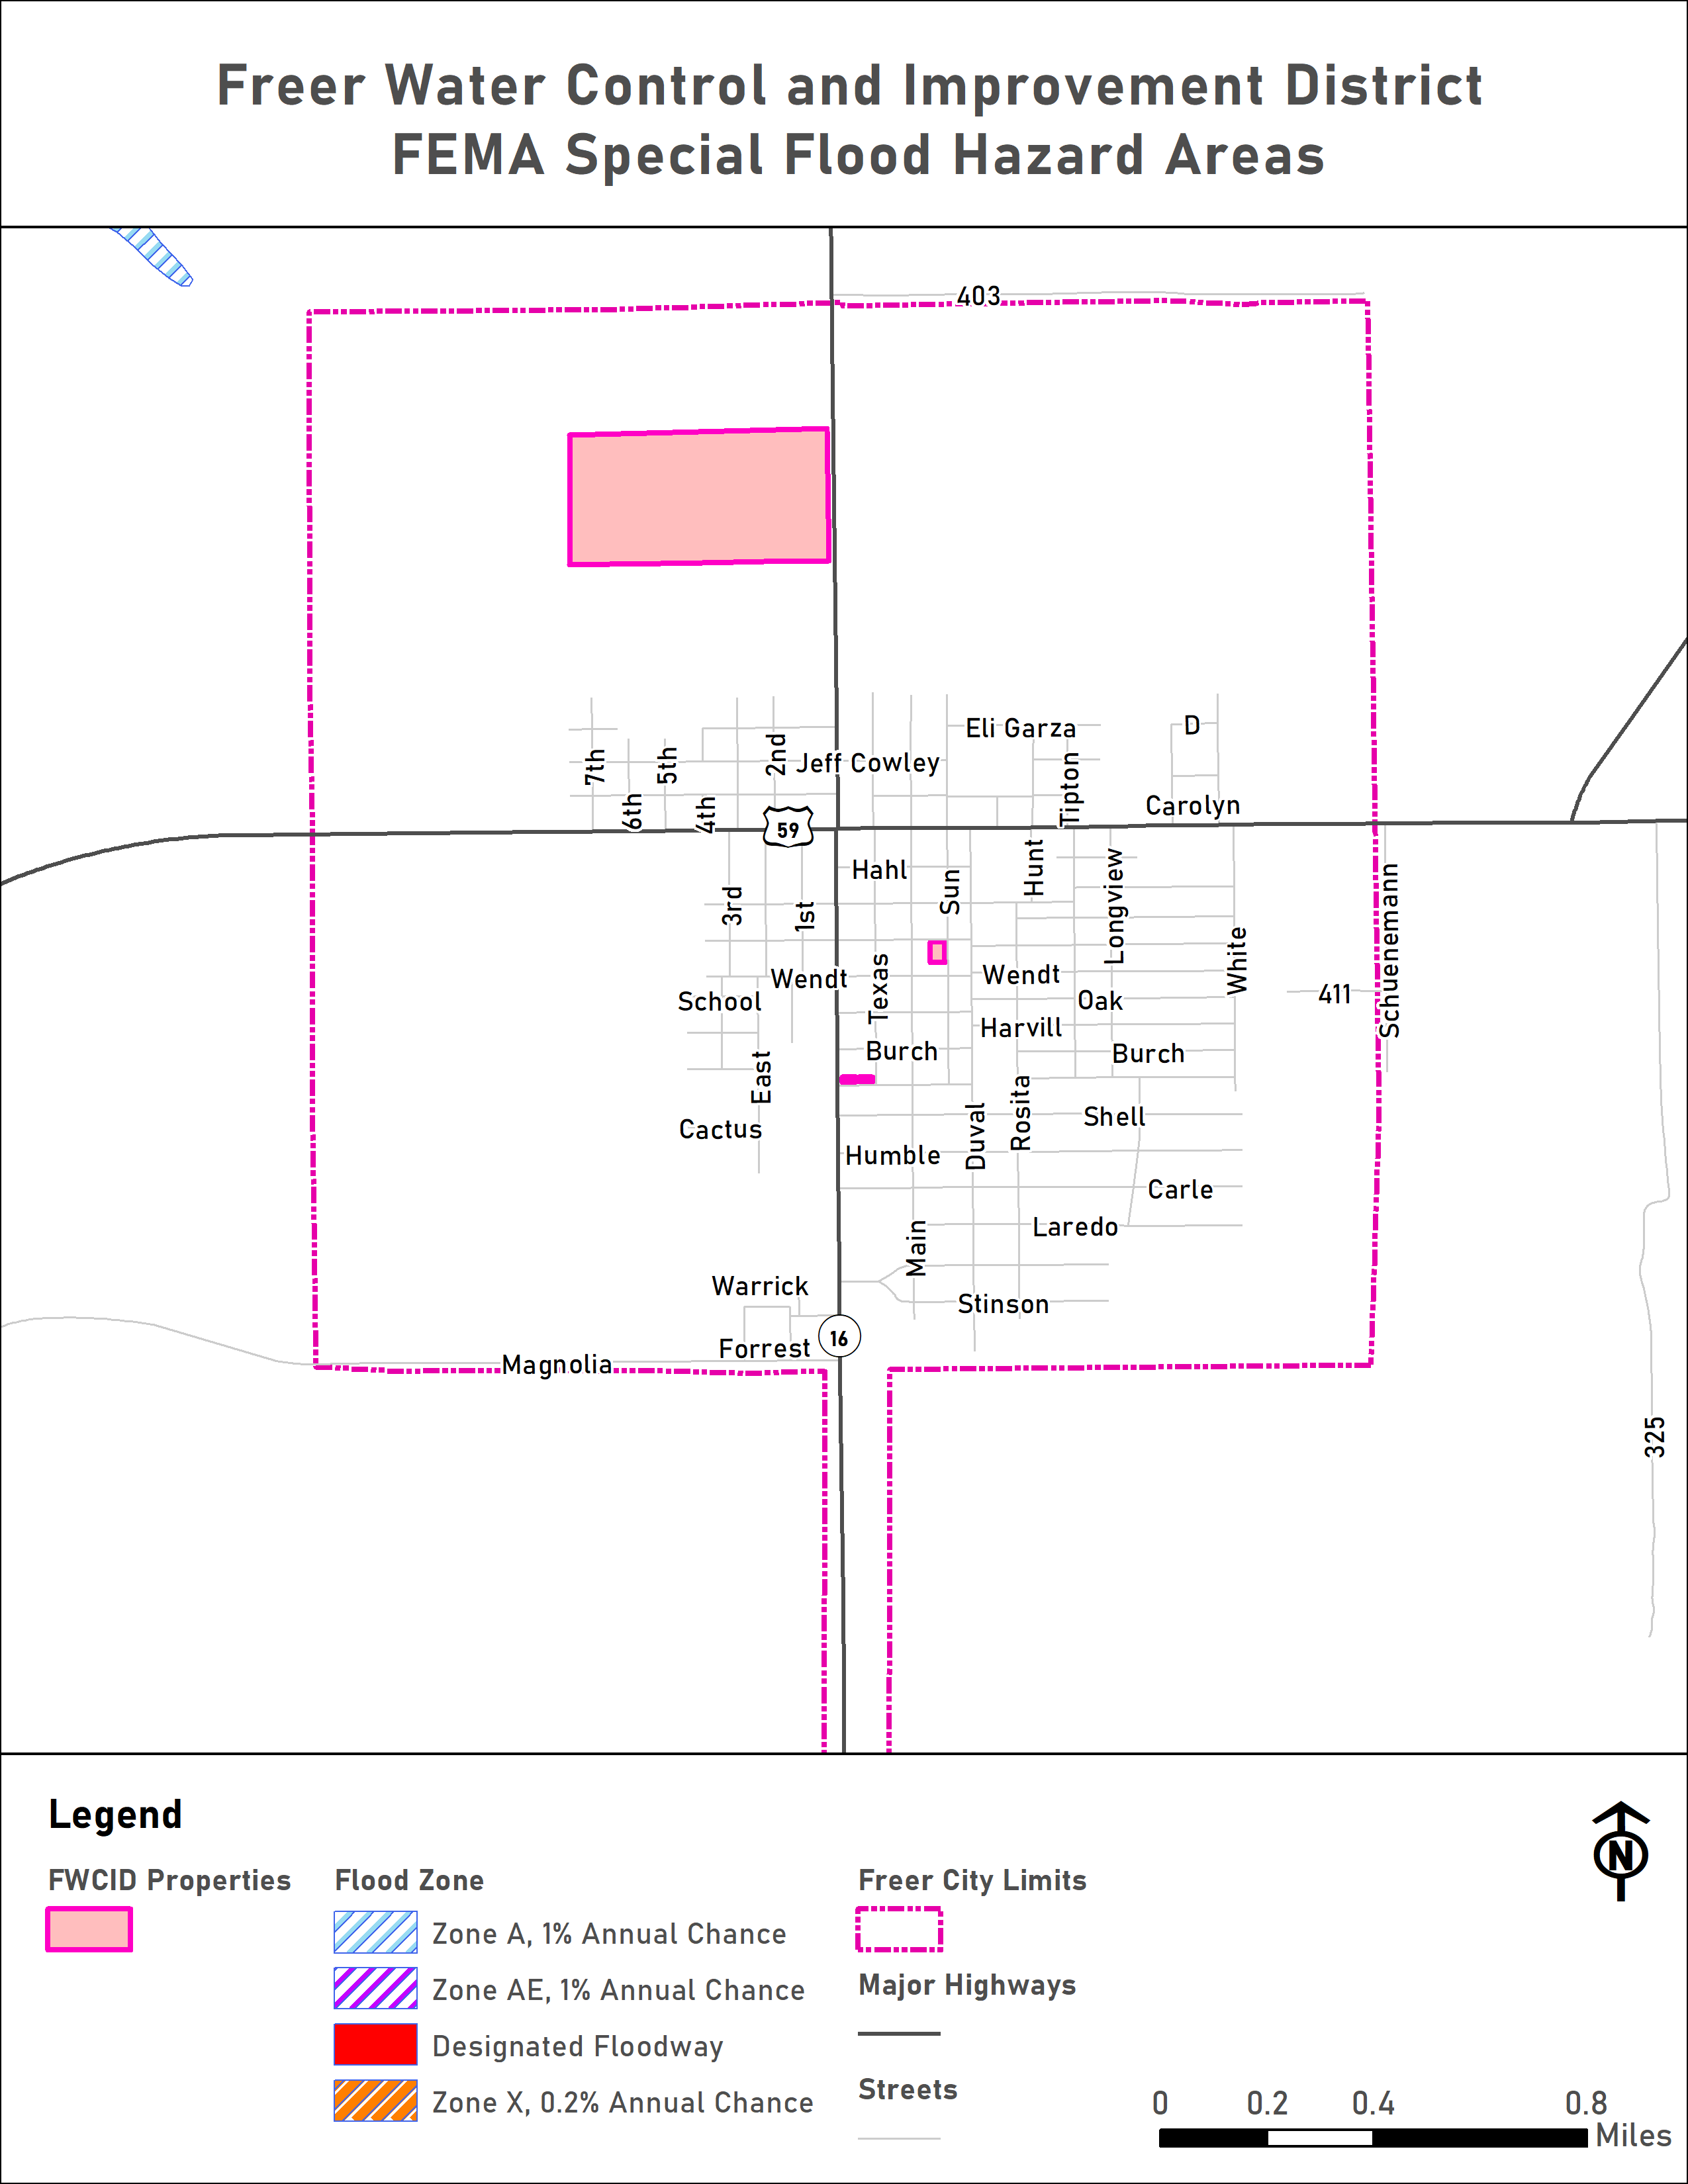 Freer Water Control and Improvement District
FEMA Special Flood Hazard Areas
403
Eli Garza
D
2nd
Jeff Cowley
7th
5th
Tipton
6th
4th
Carolyn
59
Hahl
Hunt
Sun
Longview
3rd
1st
White
Schuenemann
Wendt
Texas
Wendt
411
School
Oak
Harvill
Burch
Burch
East
Rosita
Shell
Duval
Cactus
Humble
Carle
Laredo
Main
Warrick
Stinson
16
Forrest
Magnolia
325
Legend
FWCID Properties
Flood Zone
Zone A, 1% Annual Chance
Zone AE, 1% Annual Chance
Designated Floodway
Zone X, 0.2% Annual Chance
Freer City Limits
Major Highways
Streets
N
0 0.2 0.4 0.8
Miles